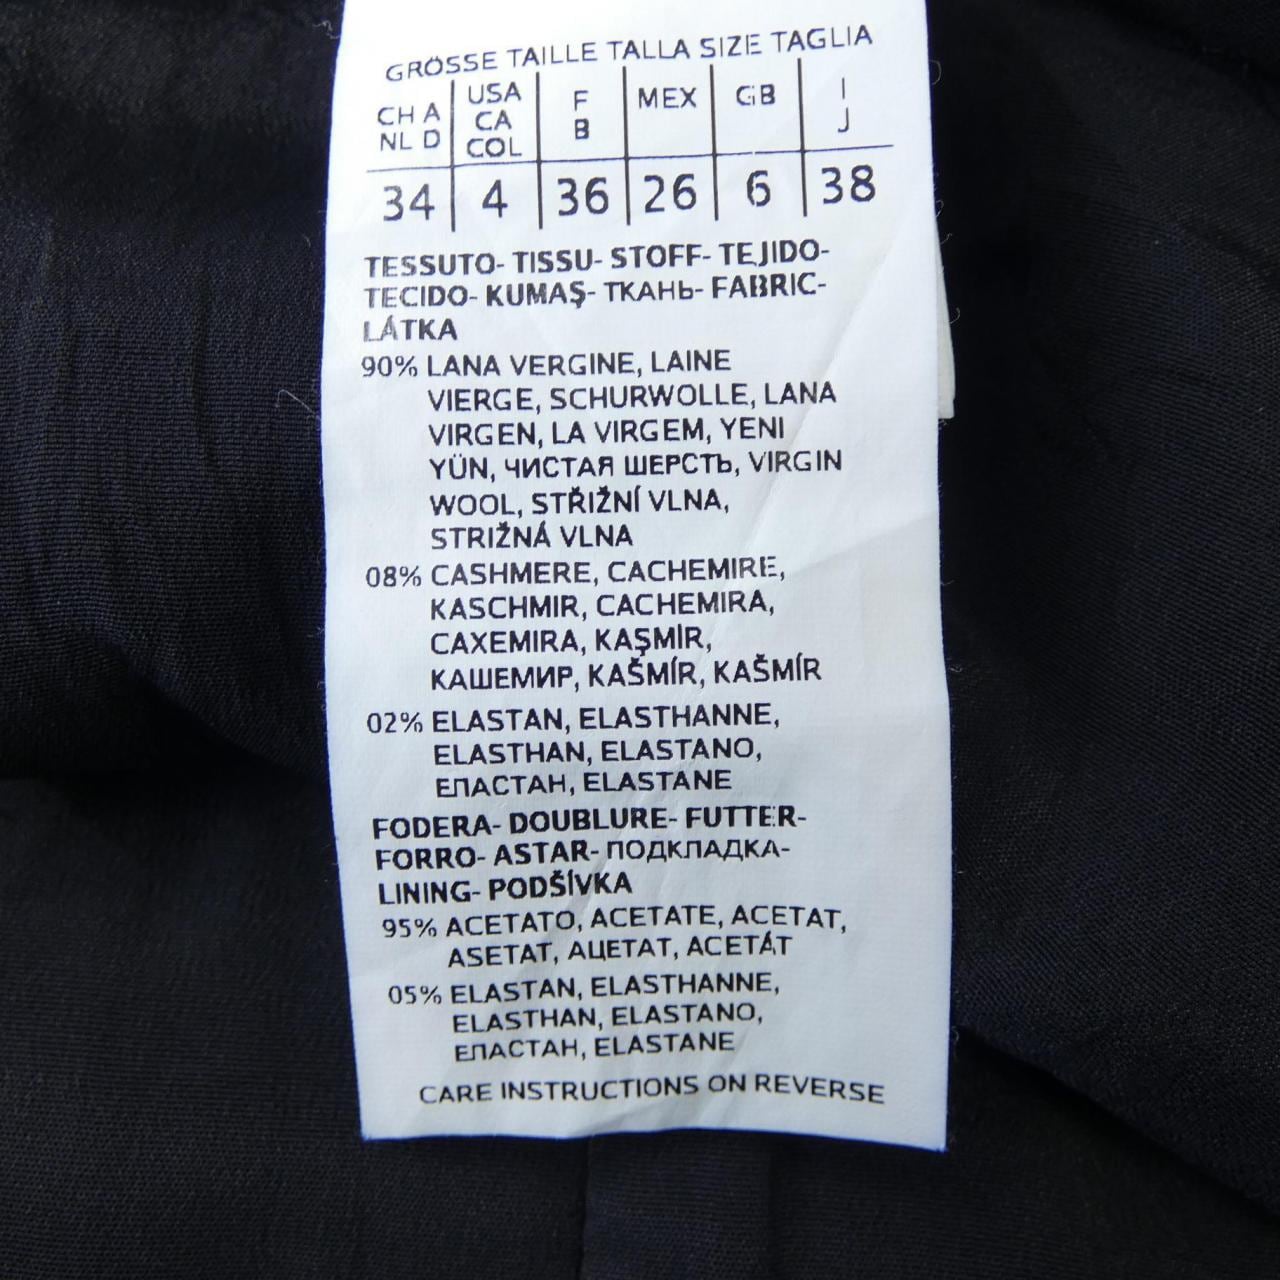 GRÖSSE TAILLE TALLA SIZE TAGLIA
CH A NL D | USA CA COL | F B | MEX | GB | I J
34 | 4 | 36 | 26 | 6 | 38
TESSUTO- TISSU- STOFF- TEJIDO-
TECIDO- KUMAŞ- ТКАНЬ- FABRIC-
LÁTKA
90% LANA VERGINE, LAINE
VIERGE, SCHURWOLLE, LANA
VIRGEN, LA VIRGEM, YENI
YÜN, ЧИСТАЯ ШЕРСТЬ, VIRGIN
WOOL, STŘIŽNÍ VLNA,
STRIŽNÁ VLNA
08% CASHMERE, CACHEMIRE,
KASCHMIR, CACHEMIRA,
CAXEMIRA, KAŞMİR,
КАШЕМИР, KAŠMÍR, KAŠMÍR
02% ELASTAN, ELASTHANNE,
ELASTHAN, ELASTANO,
ЕПАСТАН, ELASTANE
FODERA- DOUBLURE- FUTTER-
FORRO- ASTAR- ПОДКЛАДКА-
LINING- PODŠÍVKA
95% ACETATO, ACETATE, ACETAT,
ASETAT, АЦЕТАТ, ACETÁT
05% ELASTAN, ELASTHANNE,
ELASTHAN, ELASTANO,
ЕПАСТАН, ELASTANE
CARE INSTRUCTIONS ON REVERSE